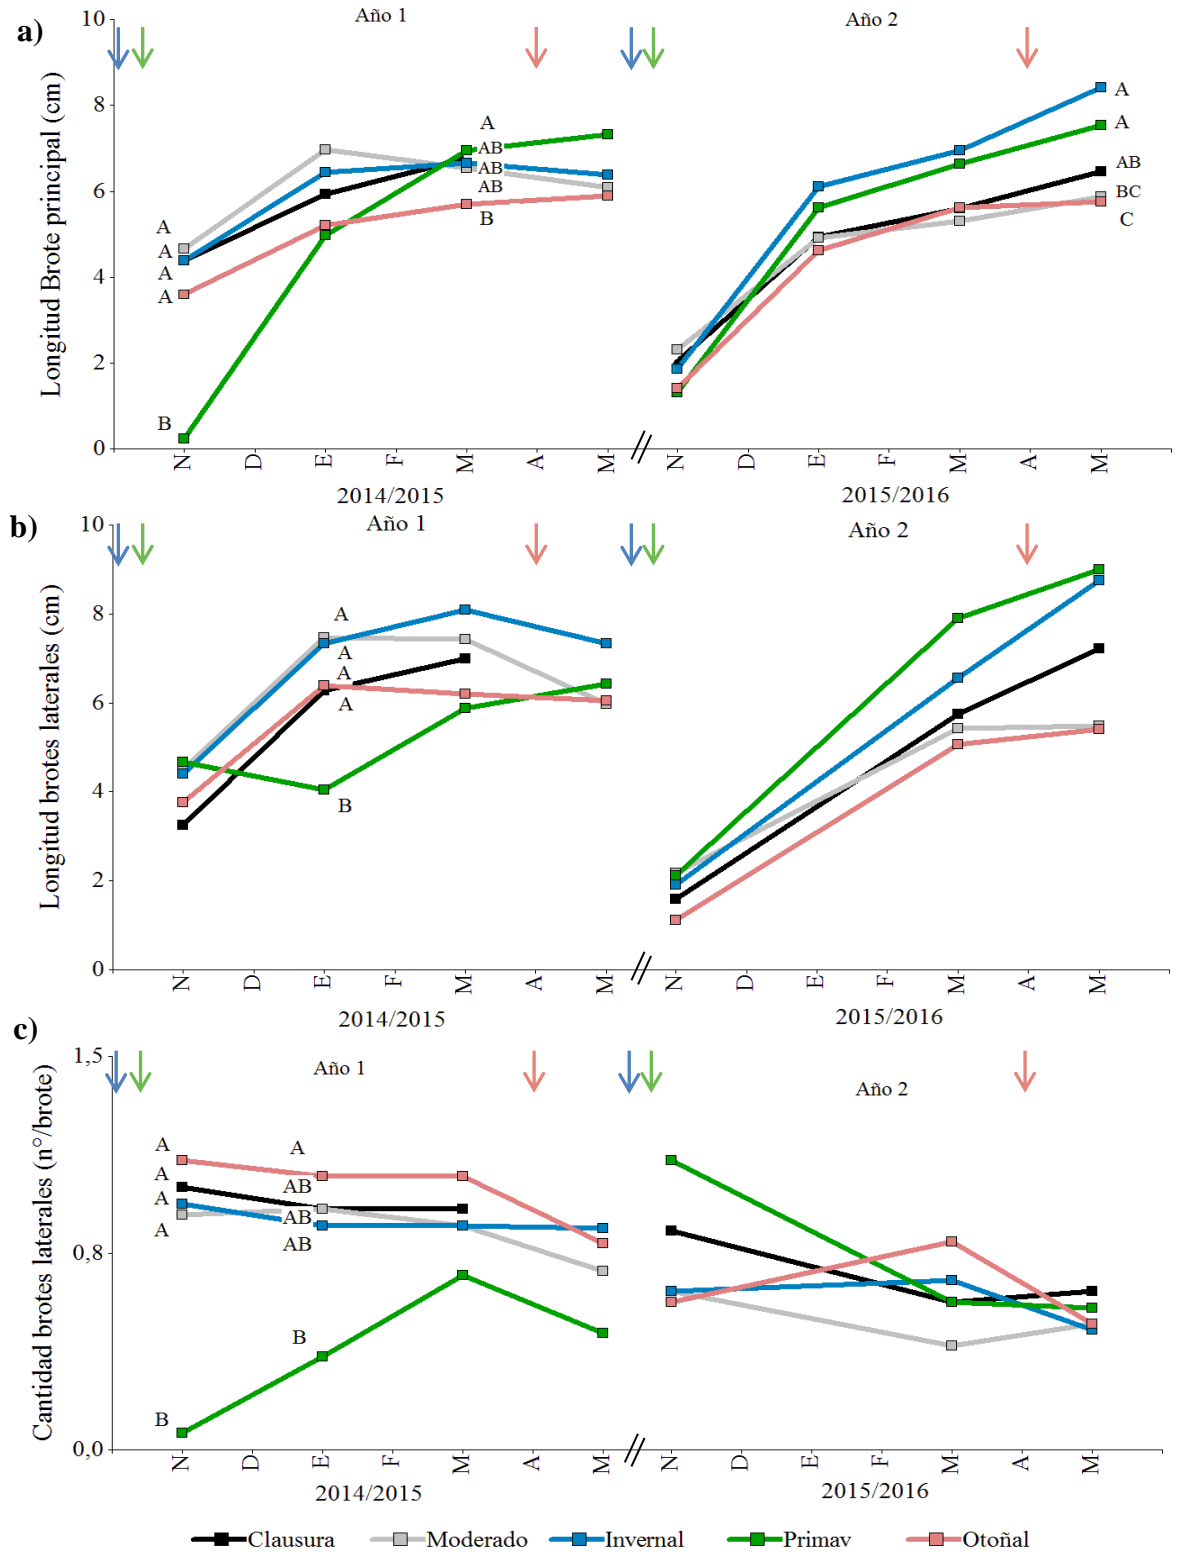 a)
Año 1
Año 2
Longitud Brote principal (cm)
10
8
6
4
2
0
A
A
A
A
B
A
AB
AB
AB
B
A
A
AB
BC
C
N D E F M A M
N D E F M A M
2014/2015
2015/2016
b)
Año 1
Año 2
Longitud brotes laterales (cm)
10
8
6
4
2
0
A
A
A
A
B
N D E F M A M
N D E F M A M
2014/2015
2015/2016
c)
Año 1
Año 2
Cantidad brotes laterales (n°/brote)
1,5
0,8
0,0
A
A
A
A
B
A
AB
AB
AB
B
N D E F M A M
N D E F M A M
2014/2015
2015/2016
Clausura Moderado Invernal Primav Otoñal